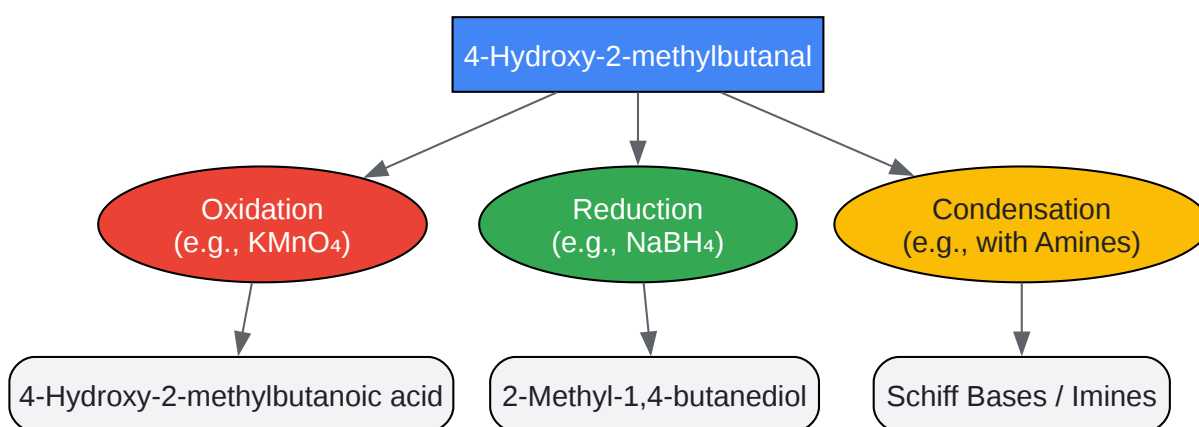 4-Hydroxy-2-methylbutanal
Oxidation
(e.g., KMnO₄)
Reduction
(e.g., NaBH₄)
Condensation
(e.g., with Amines)
4-Hydroxy-2-methylbutanoic acid
2-Methyl-1,4-butanediol
Schiff Bases / Imines